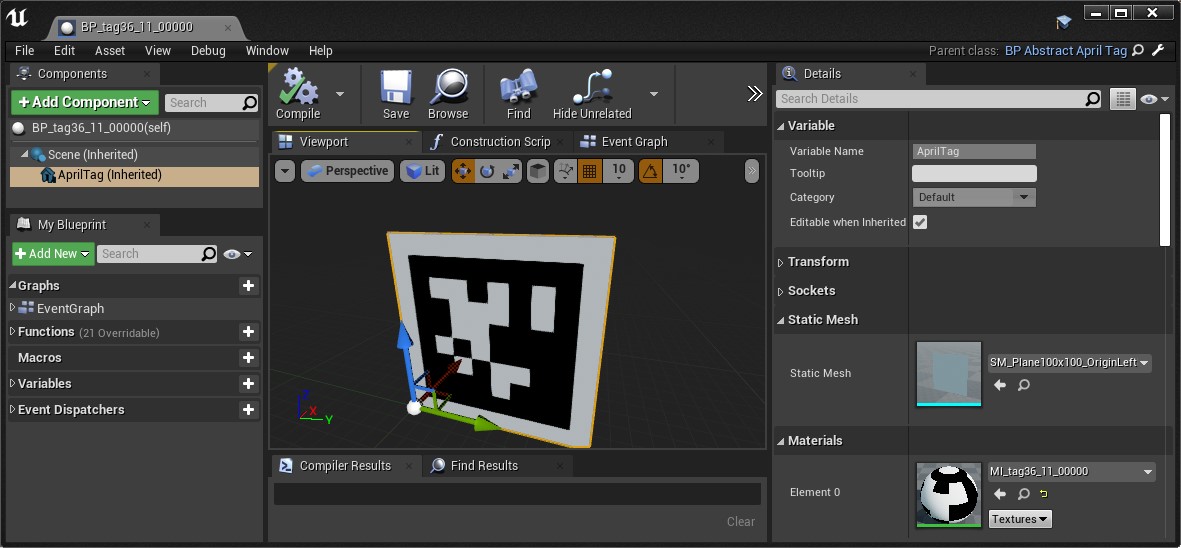 BP_tag36_11_00000
File Edit Asset View Debug Window Help
Parent class: BP Abstract April Tag
Components
+ Add Component
Search
BP_tag36_11_00000(self)
Scene (Inherited)
AprilTag (Inherited)
My Blueprint
+ Add New
Search
Graphs
EventGraph
Functions (21 Overridable)
Macros
Variables
Event Dispatchers
Compile
Save
Browse
Find
Hide Unrelated
Viewport
Construction Scrip
Event Graph
Perspective
Lit
10
10°
Z
X
Y
Compiler Results
Find Results
Clear
Details
Search Details
Variable
Variable Name
AprilTag
Tooltip
Category
Default
Editable when Inherited
Transform
Sockets
Static Mesh
Static Mesh
SM_Plane100x100_OriginLeft
Materials
Element 0
MI_tag36_11_00000
Textures